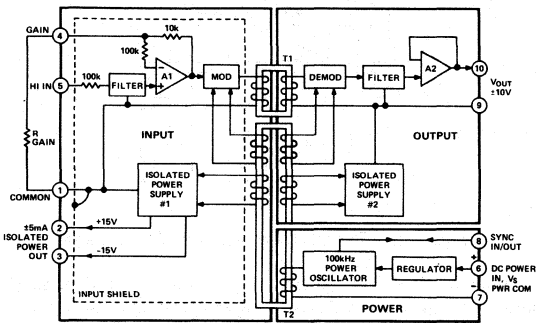 GAIN
4
10k
100k
HI IN
5
100k
FILTER
−
+
A1
MOD
T1
DEMOD
FILTER
A2
10
VOUT
±10V
9
R
GAIN
INPUT
OUTPUT
COMMON
1
ISOLATED
POWER
SUPPLY
#1
ISOLATED
POWER
SUPPLY
#2
±5mA
ISOLATED
POWER
OUT
2
+15V
3
−15V
INPUT SHIELD
8
SYNC
IN/OUT
100kHz
POWER
OSCILLATOR
REGULATOR
+
6
DC POWER
IN, VS
−
PWR COM
7
T2
POWER